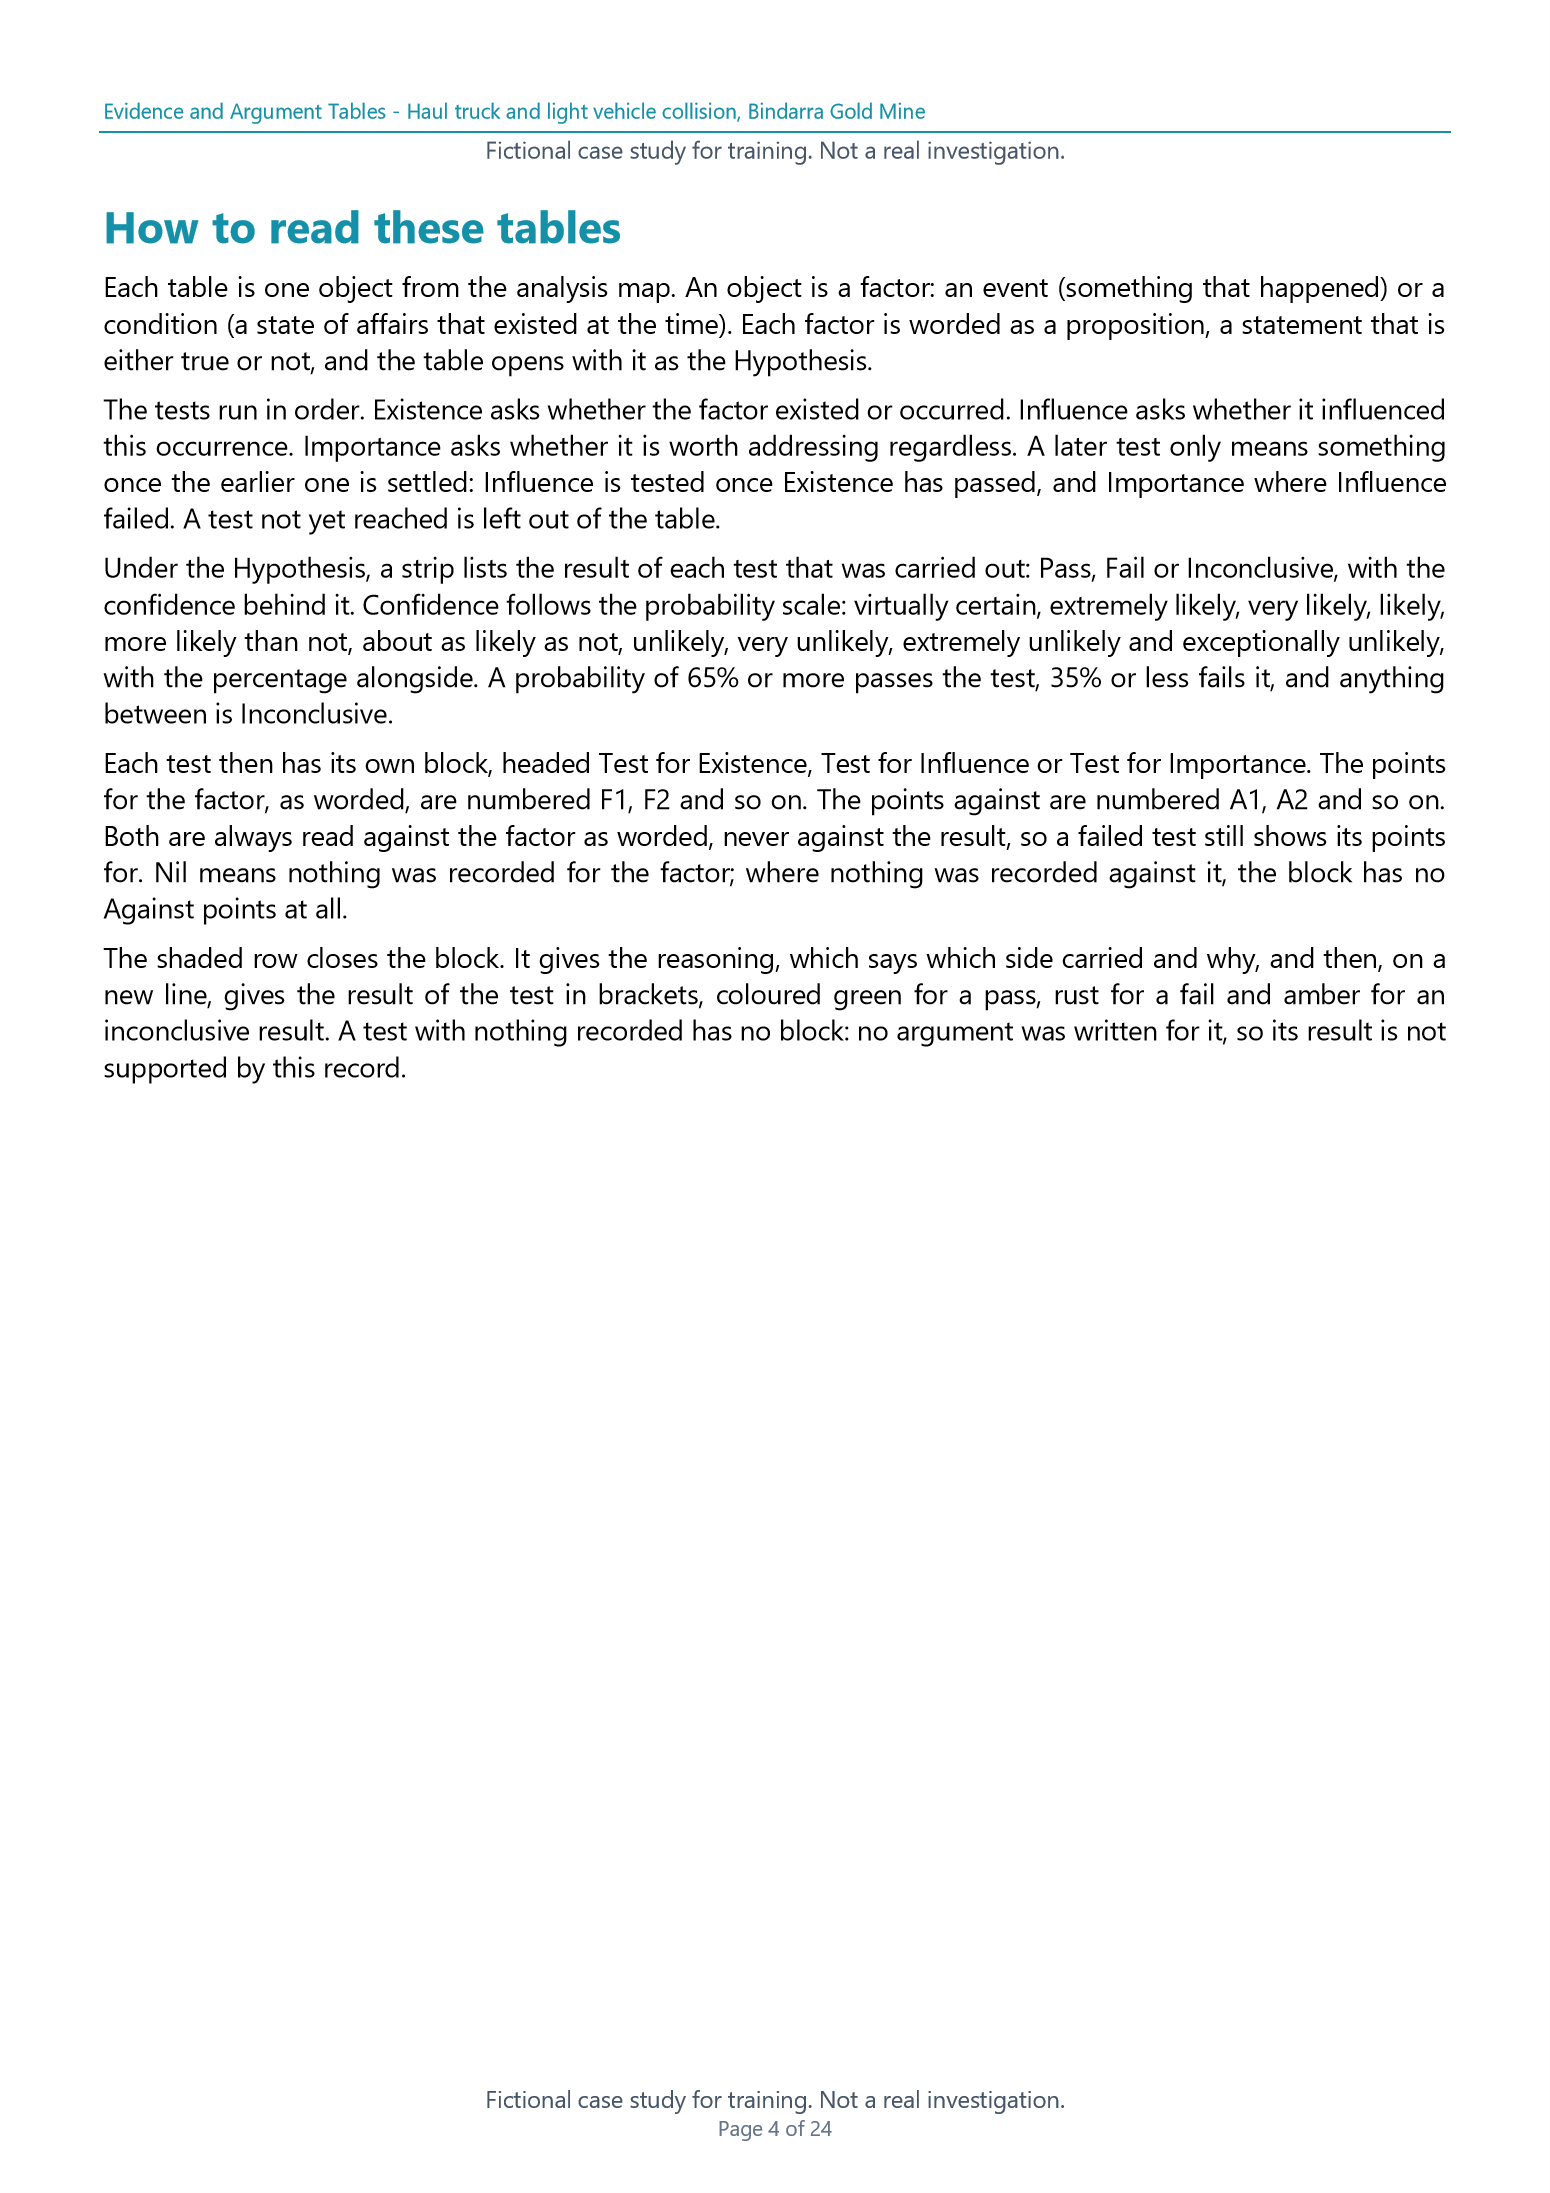 Evidence and Argument Tables - Haul truck and light vehicle collision, Bindarra Gold Mine
Fictional case study for training. Not a real investigation.
How to read these tables
Each table is one object from the analysis map. An object is a factor: an event (something that happened) or a
condition (a state of affairs that existed at the time). Each factor is worded as a proposition, a statement that is
either true or not, and the table opens with it as the Hypothesis.
The tests run in order. Existence asks whether the factor existed or occurred. Influence asks whether it influenced
this occurrence. Importance asks whether it is worth addressing regardless. A later test only means something
once the earlier one is settled: Influence is tested once Existence has passed, and Importance where Influence
failed. A test not yet reached is left out of the table.
Under the Hypothesis, a strip lists the result of each test that was carried out: Pass, Fail or Inconclusive, with the
confidence behind it. Confidence follows the probability scale: virtually certain, extremely likely, very likely, likely,
more likely than not, about as likely as not, unlikely, very unlikely, extremely unlikely and exceptionally unlikely,
with the percentage alongside. A probability of 65% or more passes the test, 35% or less fails it, and anything
between is Inconclusive.
Each test then has its own block, headed Test for Existence, Test for Influence or Test for Importance. The points
for the factor, as worded, are numbered F1, F2 and so on. The points against are numbered A1, A2 and so on.
Both are always read against the factor as worded, never against the result, so a failed test still shows its points
for. Nil means nothing was recorded for the factor; where nothing was recorded against it, the block has no
Against points at all.
The shaded row closes the block. It gives the reasoning, which says which side carried and why, and then, on a
new line, gives the result of the test in brackets, coloured green for a pass, rust for a fail and amber for an
inconclusive result. A test with nothing recorded has no block: no argument was written for it, so its result is not
supported by this record.
Fictional case study for training. Not a real investigation.
Page 4 of 24